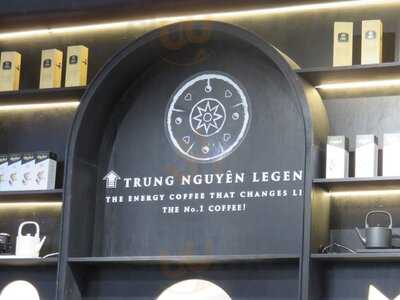 TRUNG NGUYÊN LEGEN
THE ENERGY COFFEE THAT CHANGES LI
THE No.1 COFFEE!